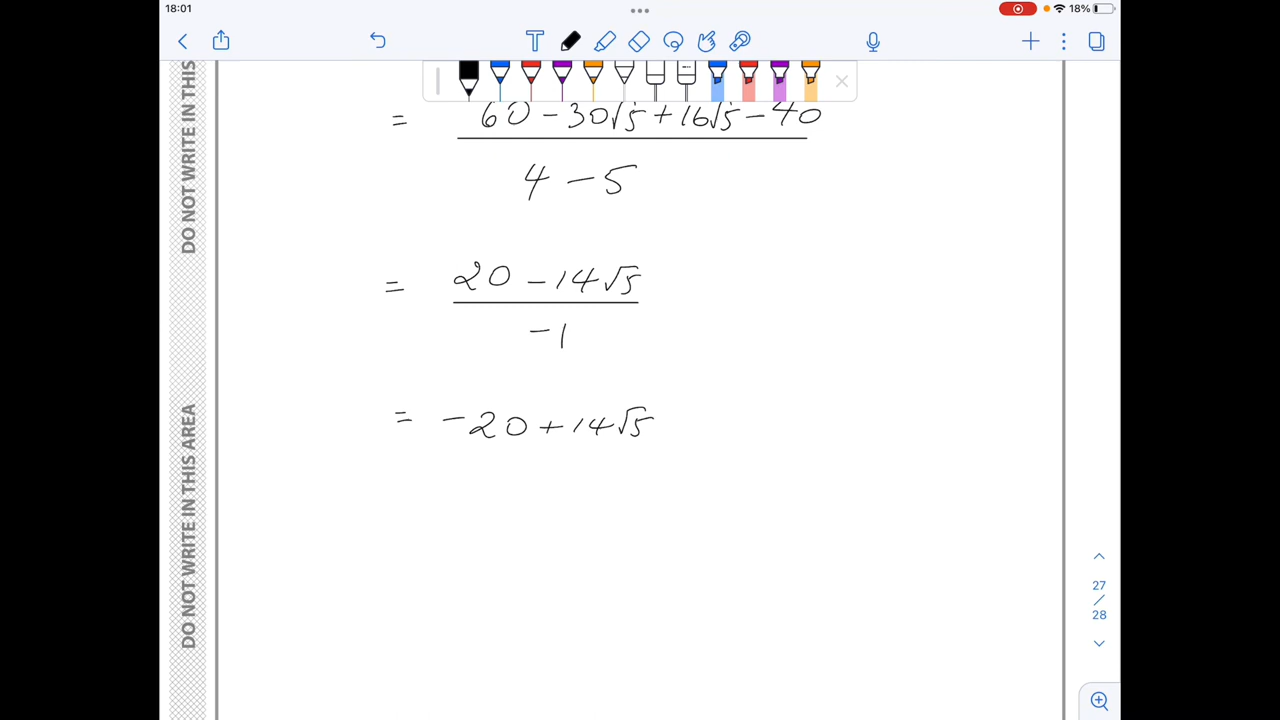 18:01
18%
DO NOT WRITE IN THIS
= 60 - 30√5 + 16√5 - 40
4 - 5
= 20 - 14√5
-1
= -20 + 14√5
DO NOT WRITE IN THIS AREA
27
/
28